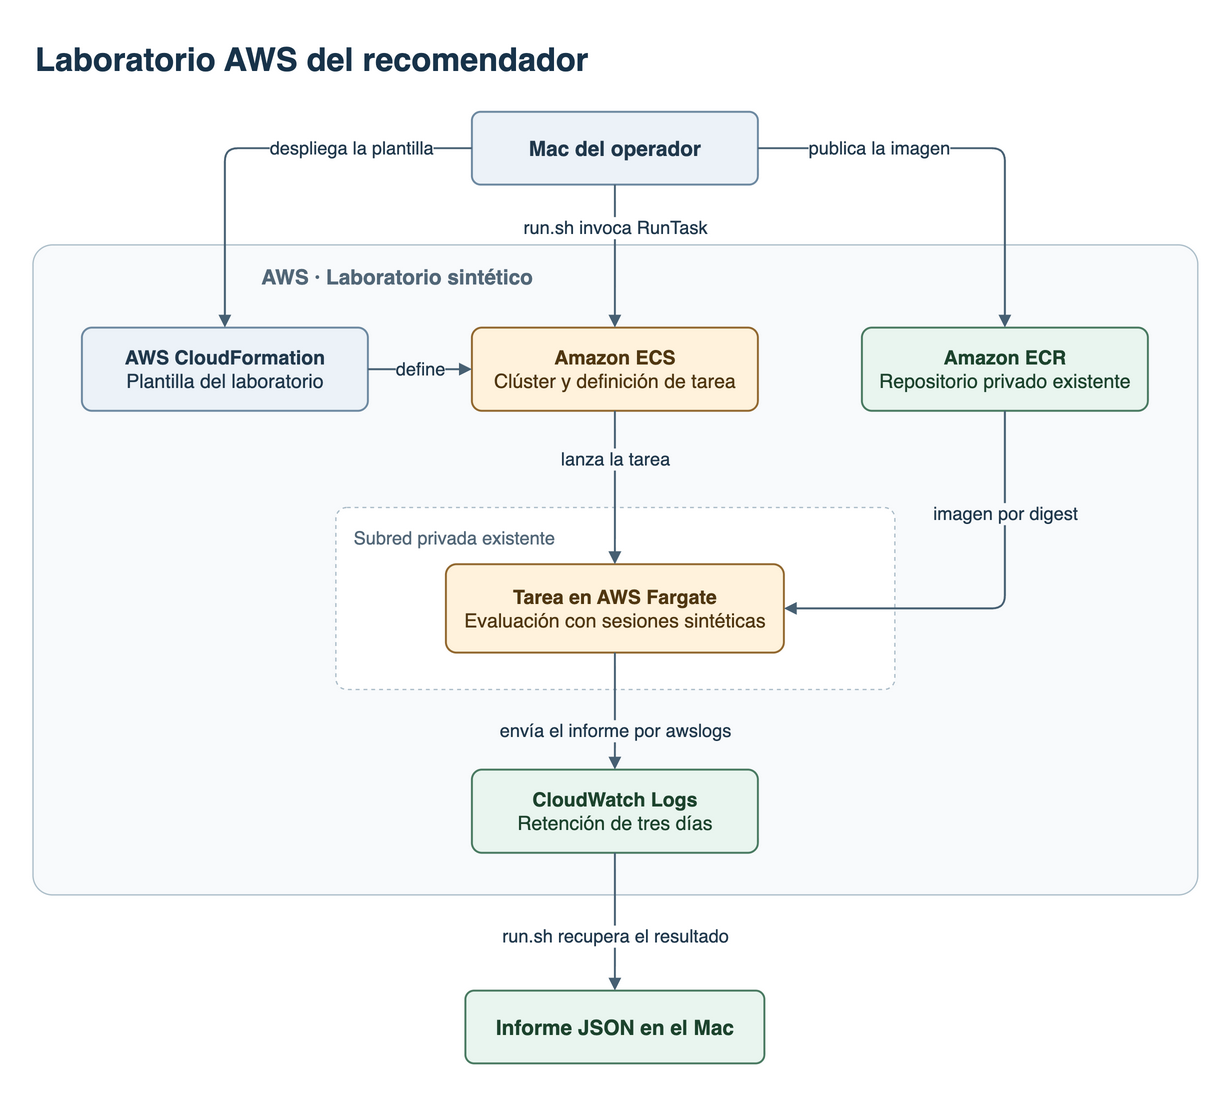 Laboratorio AWS del recomendador
Mac del operador
despliega la plantilla
publica la imagen
run.sh invoca RunTask
AWS · Laboratorio sintético
AWS CloudFormation
Plantilla del laboratorio
define
Amazon ECS
Clúster y definición de tarea
Amazon ECR
Repositorio privado existente
lanza la tarea
imagen por digest
Subred privada existente
Tarea en AWS Fargate
Evaluación con sesiones sintéticas
envía el informe por awslogs
CloudWatch Logs
Retención de tres días
run.sh recupera el resultado
Informe JSON en el Mac